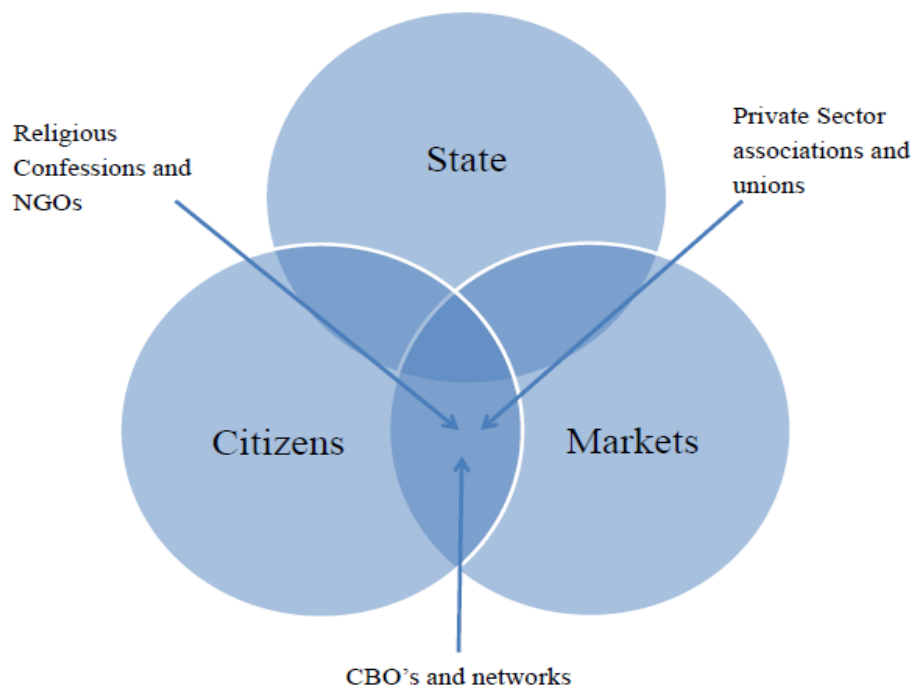 Religious
Confessions and
NGOs
State
Private Sector
associations and
unions
Citizens
Markets
CBO’s and networks